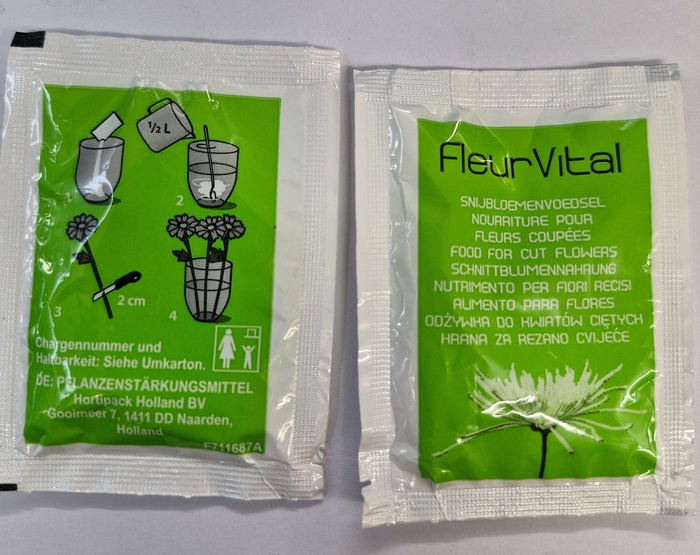 ½ L
2
3
2 cm
4
Chargennummer und
Haltbarkeit: Siehe Umkarton.
DE: PFLANZENSTÄRKUNGSMITTEL
Hortipack Holland BV
Gooimeer 7, 1411 DD Naarden,
Holland
F711687A
FleurVital
SNIJBLOEMENVOEDSEL
NOURRITURE POUR
FLEURS COUPÉES
FOOD FOR CUT FLOWERS
SCHNITTBLUMENNAHRUNG
NUTRIMENTO PER FIORI RECISI
ALIMENTO PARA FLORES
ODŻYWKA DO KWIATÓW CIĘTYCH
HRANA ZA REZANO CVIJEĆE